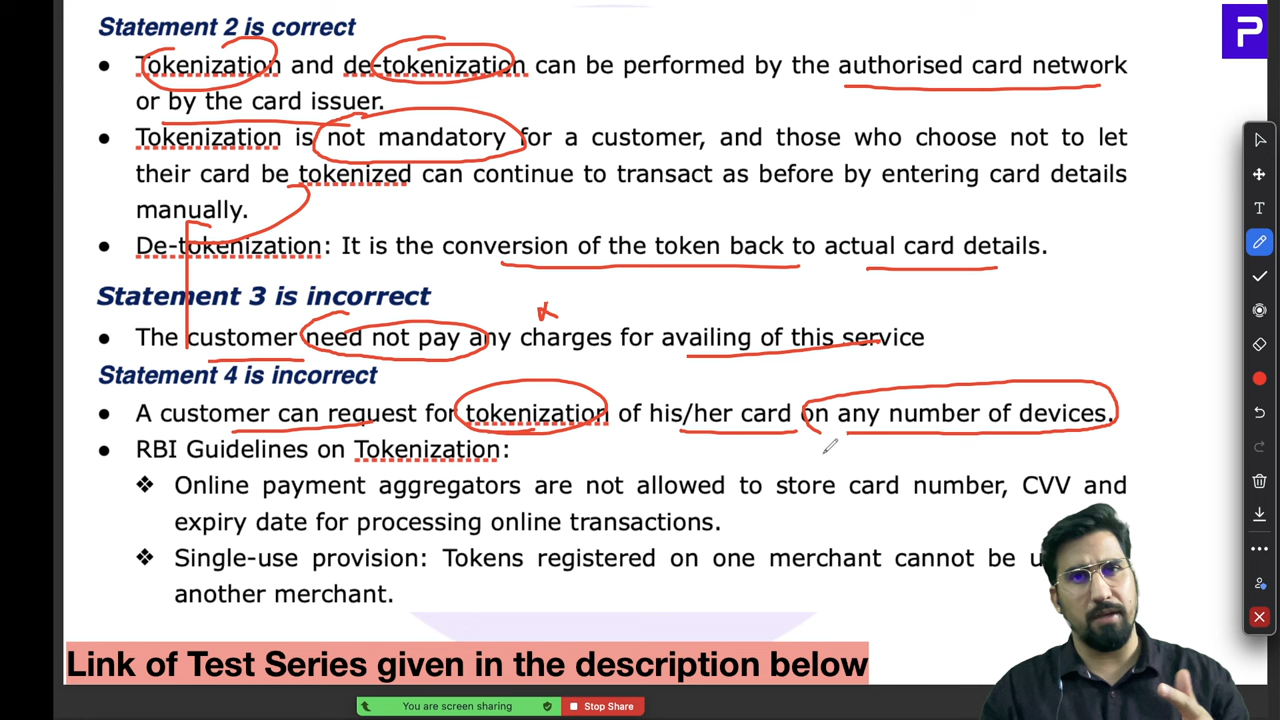 Statement 2 is correct
P
● Tokenization and de-tokenization can be performed by the authorised card network
or by the card issuer.
● Tokenization is not mandatory for a customer, and those who choose not to let
their card be tokenized can continue to transact as before by entering card details
manually.
● De-tokenization: It is the conversion of the token back to actual card details.
Statement 3 is incorrect
● The customer need not pay any charges for availing of this service
Statement 4 is incorrect
● A customer can request for tokenization of his/her card on any number of devices.
● RBI Guidelines on Tokenization:
❖ Online payment aggregators are not allowed to store card number, CVV and
expiry date for processing online transactions.
❖ Single-use provision: Tokens registered on one merchant cannot be
another merchant.
Link of Test Series given in the description below
You are screen sharing
Stop Share
T